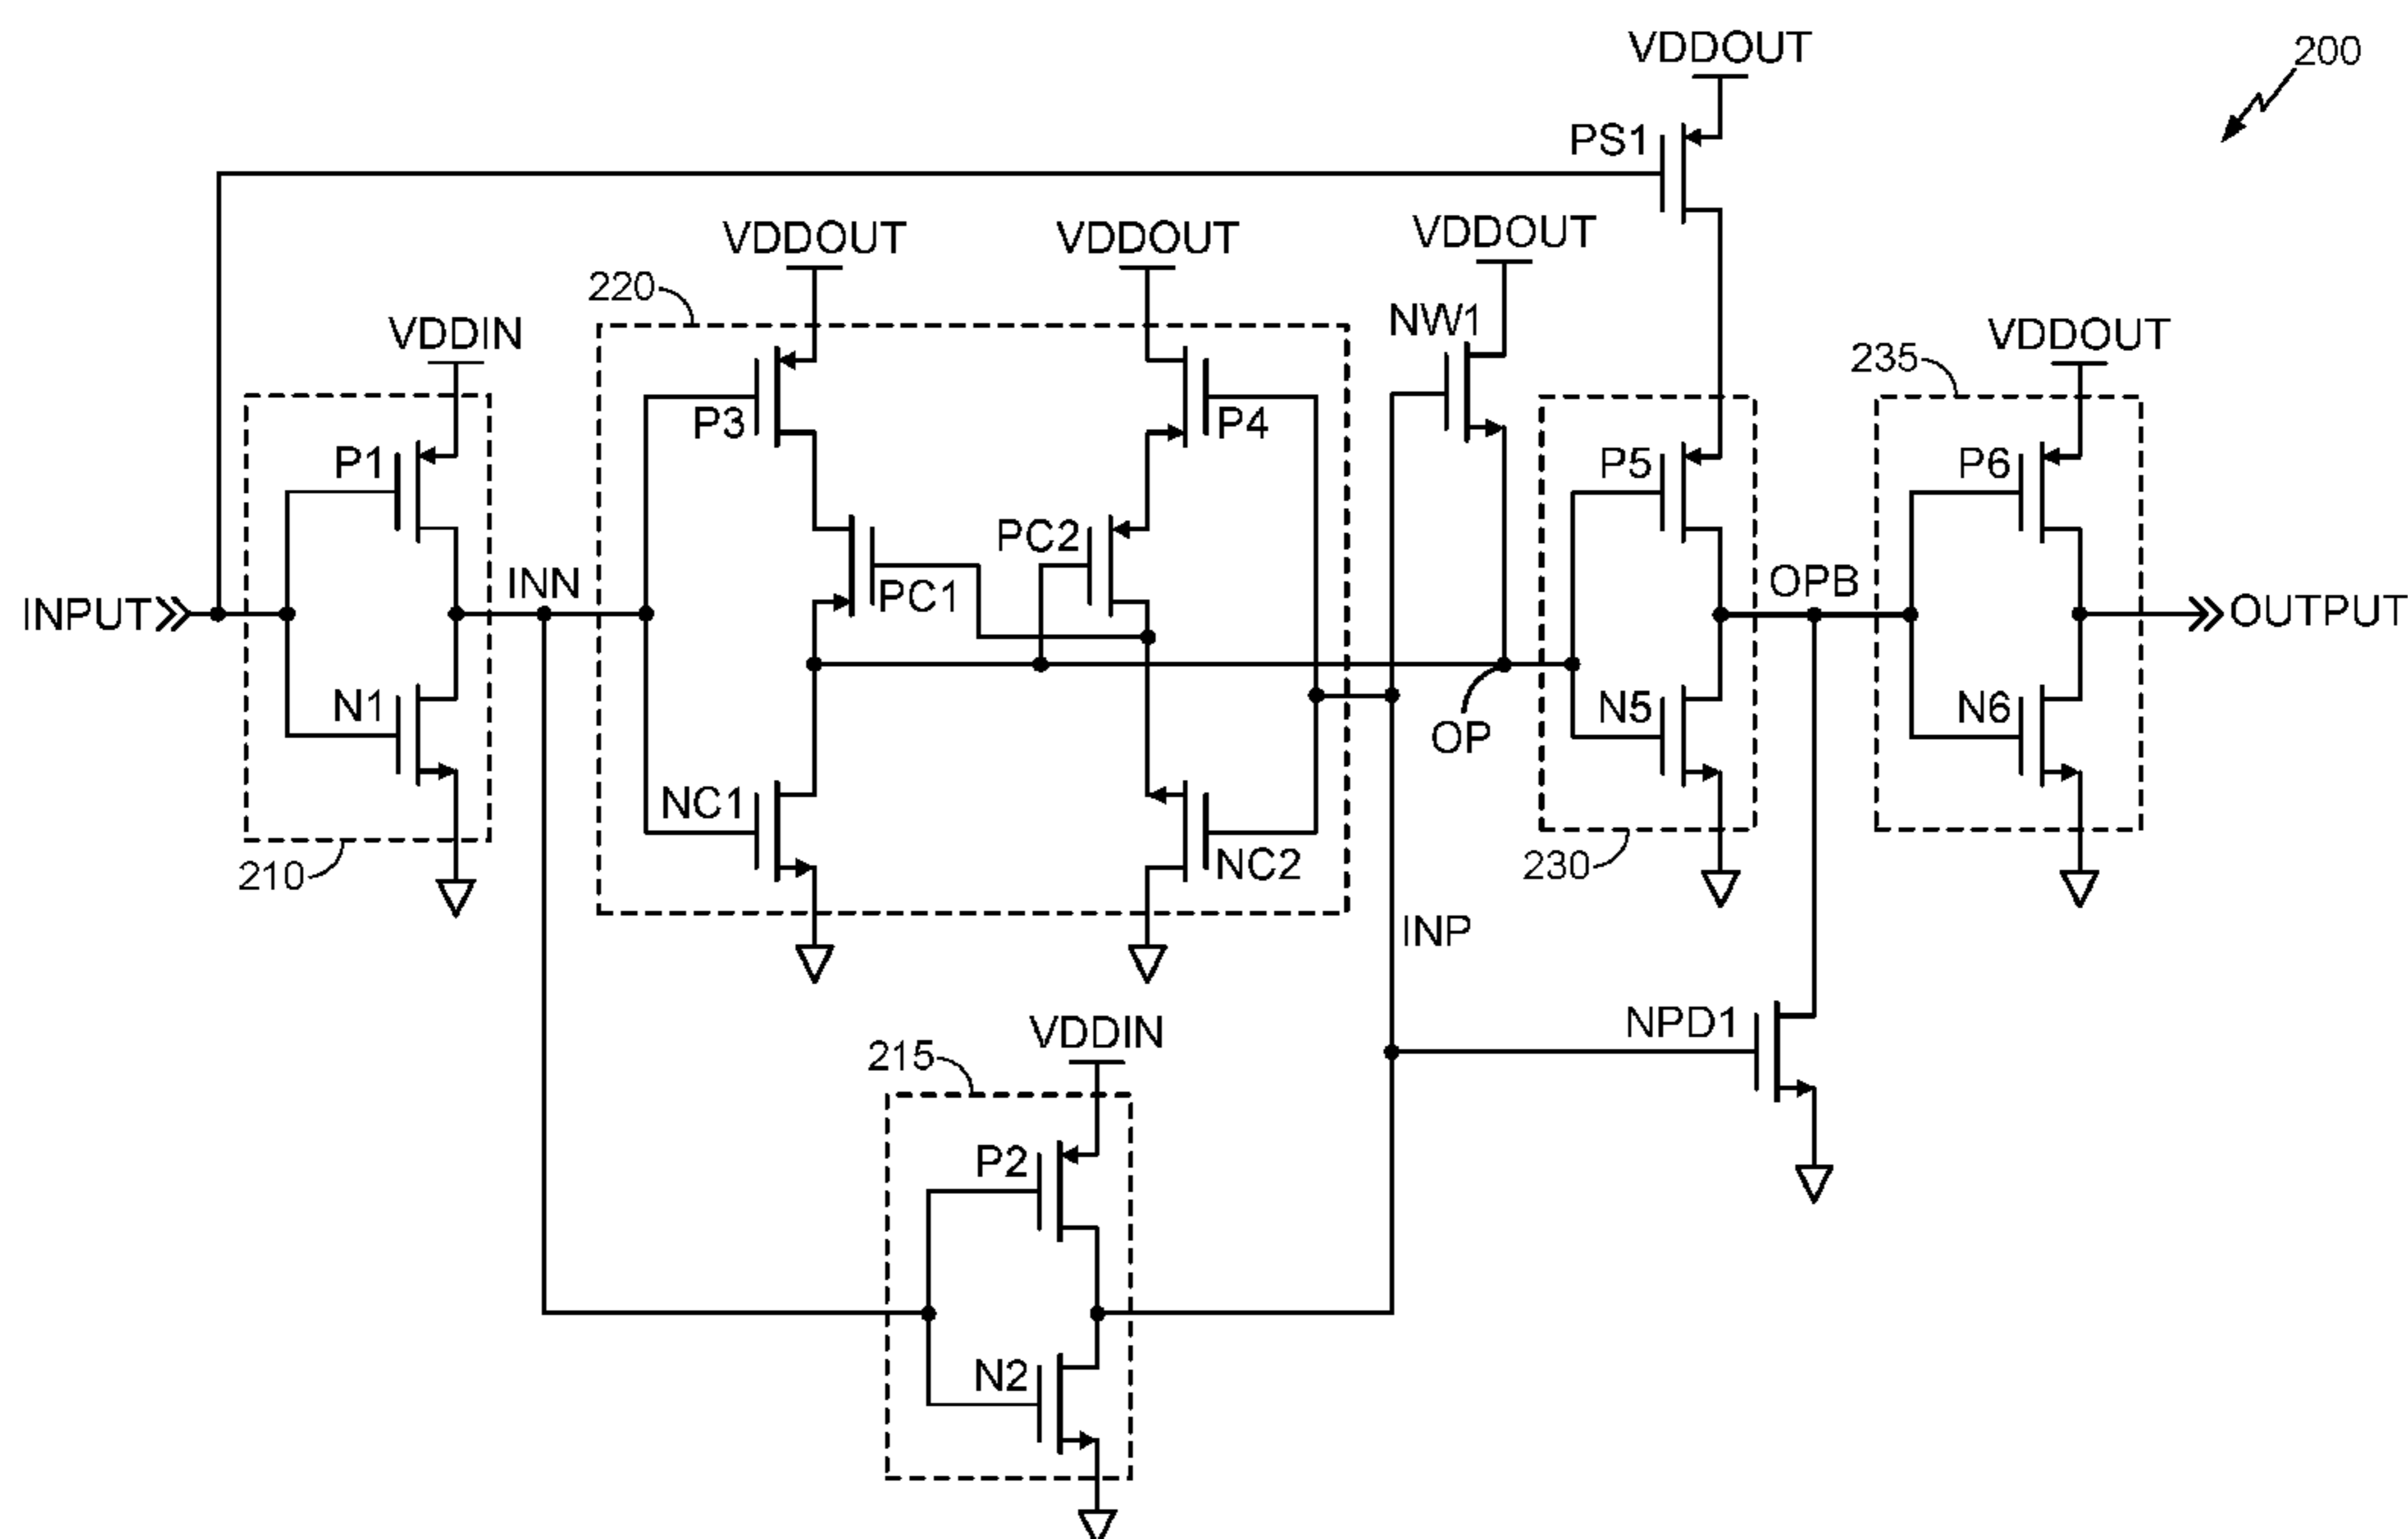 VDDOUT
200
PS1
VDDOUT
VDDOUT
VDDOUT
220
NW1
VDDIN
VDDOUT
235
P3
P4
P1
P5
P6
PC2
INN
PC1
OPB
INPUT
OUTPUT
N1
N5
N6
OP
NC1
NC2
210
230
INP
NPD1
VDDIN
215
P2
N2